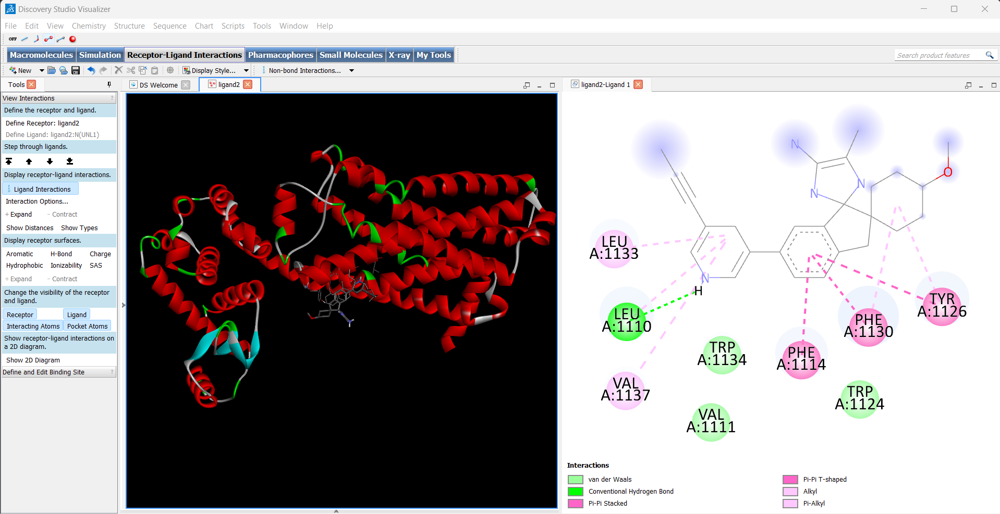 Discovery Studio Visualizer
File Edit View Chemistry Structure Sequence Chart Scripts Tools Window Help
OFF
Macromolecules Simulation Receptor-Ligand Interactions Pharmacophores Small Molecules X-ray My Tools
Search product features
New Display Style... Non-bond Interactions...
Tools
DS Welcome
ligand2
ligand2-Ligand 1
View Interactions ?
Define the receptor and ligand.
Define Receptor: ligand2
Define Ligand: ligand2:N(UNL1)
Step through ligands.
Display receptor-ligand interactions.
Ligand Interactions
Interaction Options...
+ Expand - Contract
Show Distances Show Types
Display receptor surfaces.
Aromatic H-Bond Charge
Hydrophobic Ionizability SAS
+ Expand - Contract
Change the visibility of the receptor
and ligand.
Receptor Ligand
Interacting Atoms Pocket Atoms
Show receptor-ligand interactions on
a 2D diagram.
Show 2D Diagram
Define and Edit Binding Site ?
N
O
N
N
LEU
A:1133
N
H
LEU
A:1110
TYR
A:1126
PHE
A:1130
TRP
A:1134
PHE
A:1114
VAL
A:1137
TRP
A:1124
VAL
A:1111
Interactions
van der Waals
Conventional Hydrogen Bond
Pi-Pi Stacked
Pi-Pi T-shaped
Alkyl
Pi-Alkyl